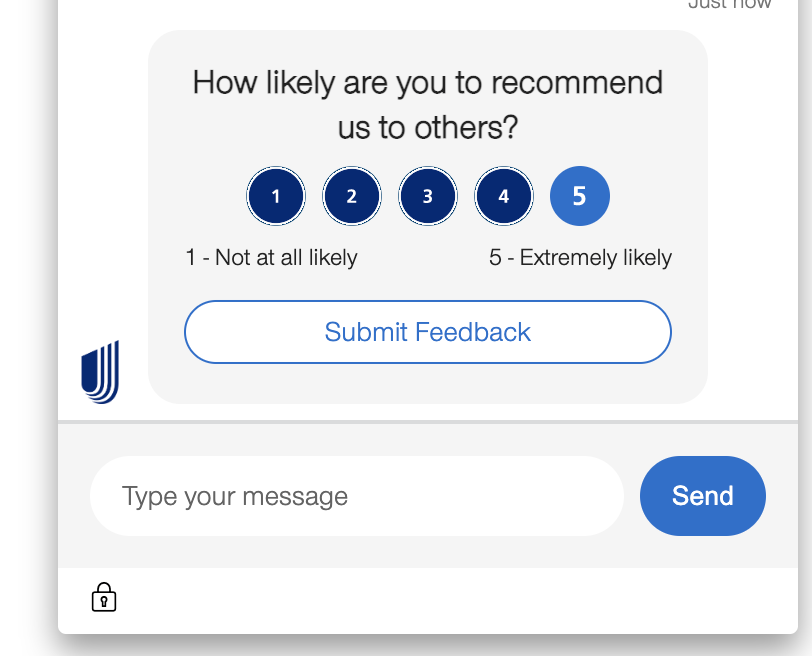 Just now
How likely are you to recommend
us to others?
1 2 3 4 5
1 - Not at all likely 5 - Extremely likely
Submit Feedback
Type your message Send